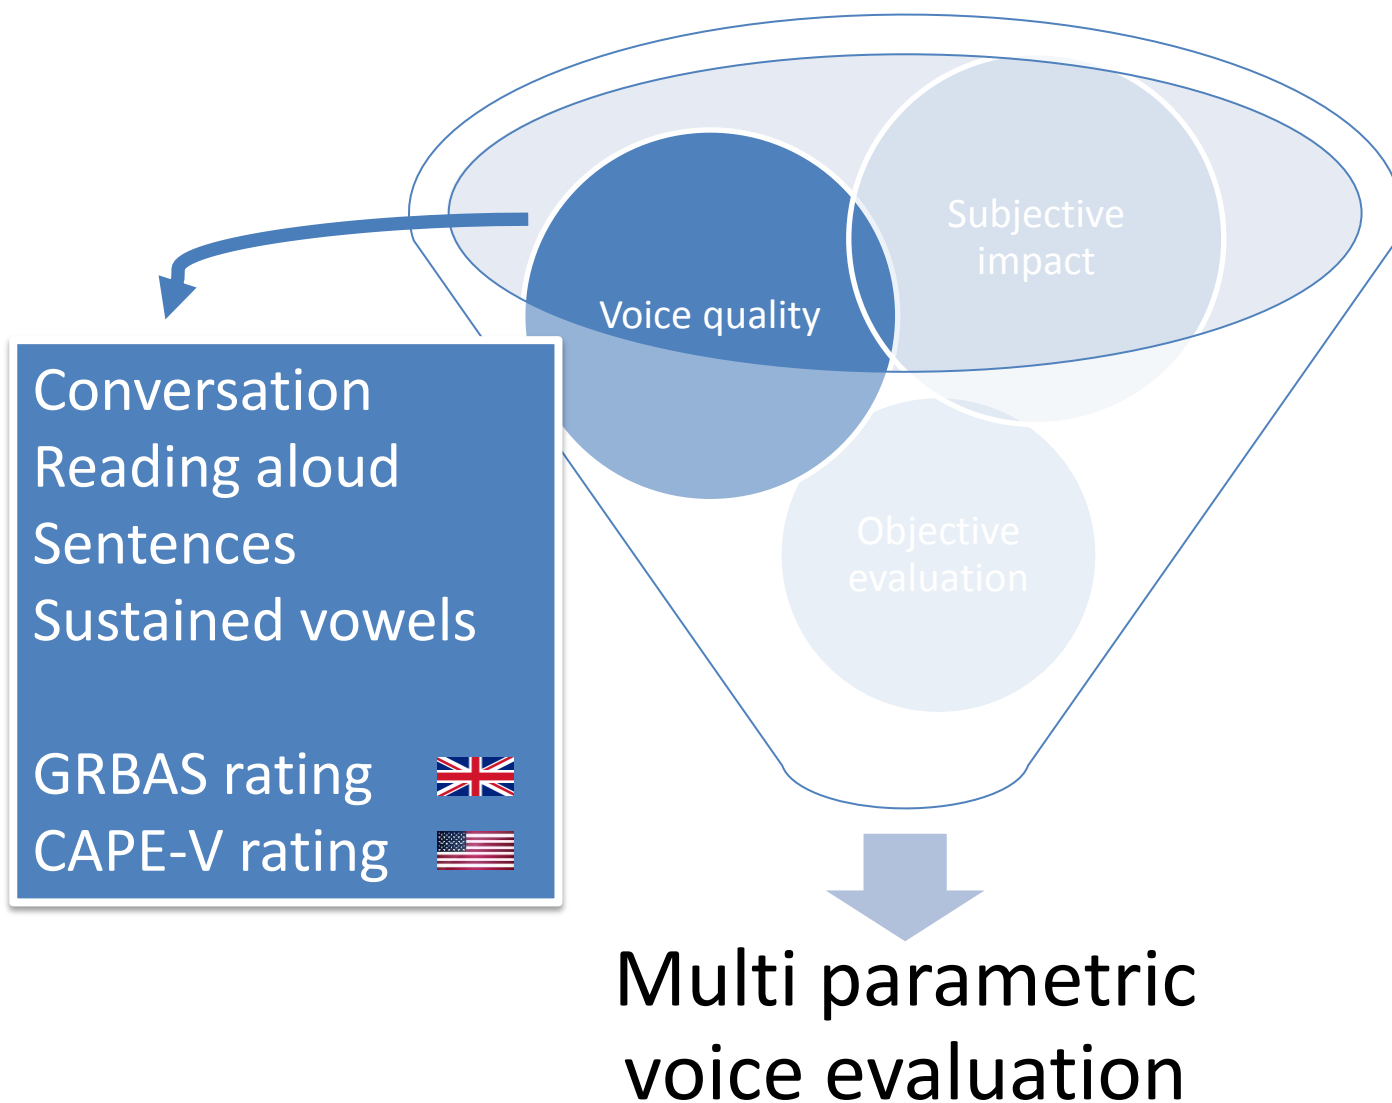 Subjective
impact
Voice quality
Objective
evaluation
Conversation
Reading aloud
Sentences
Sustained vowels
GRBAS rating
CAPE-V rating
Multi parametric
voice evaluation